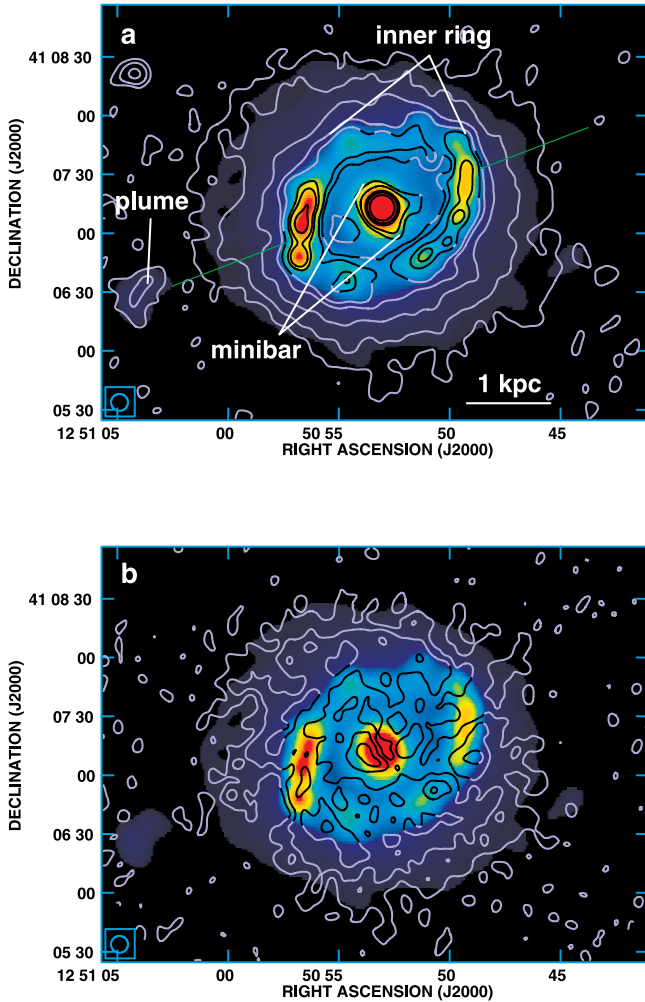 a
inner ring
41 08 30
00
07 30
plume
00
DECLINATION (J2000)
06 30
minibar
00
1 kpc
05 30
12 51 05
00
50 55
50
45
RIGHT ASCENSION (J2000)
b
41 08 30
00
07 30
DECLINATION (J2000)
00
06 30
00
05 30
12 51 05
00
50 55
50
45
RIGHT ASCENSION (J2000)